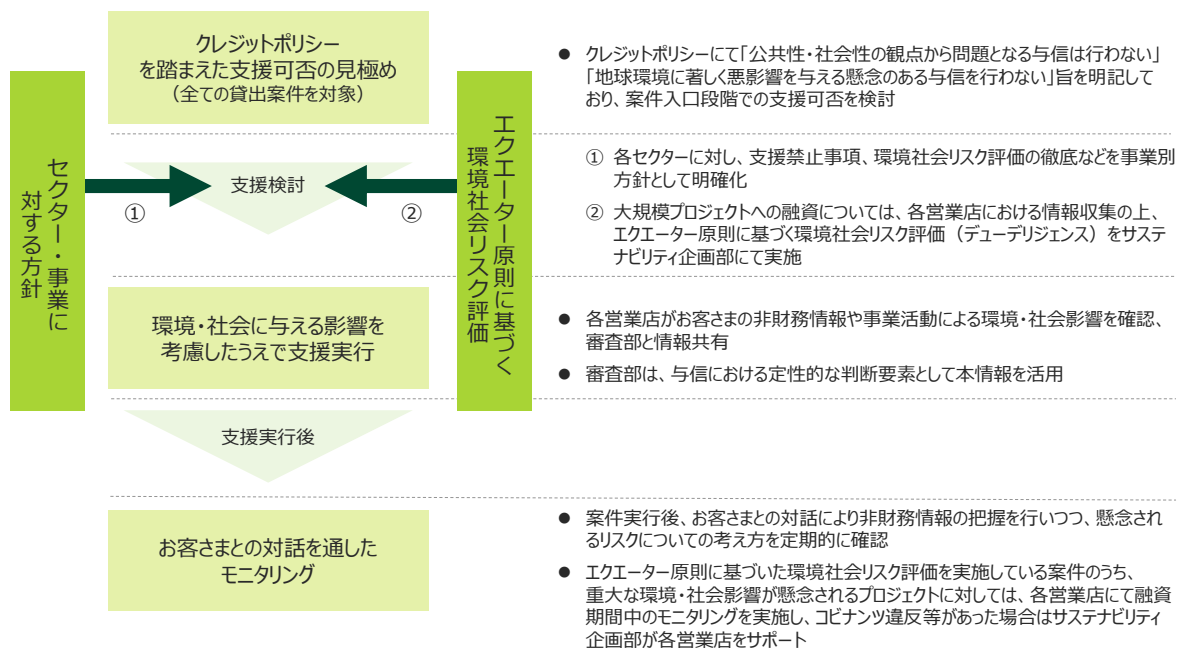 クレジットポリシー
を踏まえた支援可否の見極め
（全ての貸出案件を対象）
● クレジットポリシーにて「公共性・社会性の観点から問題となる与信は行わない」
「地球環境に著しく悪影響を与える懸念のある与信を行わない」旨を明記して
おり、案件入口段階での支援可否を検討
セクター・事業に
対する方針
エクエーター原則に基づく
環境社会リスク評価
支援検討
①
②
① 各セクターに対し、支援禁止事項、環境社会リスク評価の徹底などを事業別
方針として明確化
② 大規模プロジェクトへの融資については、各営業店における情報収集の上、
エクエーター原則に基づく環境社会リスク評価（デューデリジェンス）をサステ
ナビリティ企画部にて実施
環境・社会に与える影響を
考慮したうえで支援実行
● 各営業店がお客さまの非財務情報や事業活動による環境・社会影響を確認、
審査部と情報共有
● 審査部は、与信における定性的な判断要素として本情報を活用
支援実行後
お客さまとの対話を通した
モニタリング
● 案件実行後、お客さまとの対話により非財務情報の把握を行いつつ、懸念され
るリスクについての考え方を定期的に確認
● エクエーター原則に基づいた環境社会リスク評価を実施している案件のうち、
重大な環境・社会影響が懸念されるプロジェクトに対しては、各営業店にて融資
期間中のモニタリングを実施し、コビナンツ違反等があった場合はサステナビリティ
企画部が各営業店をサポート